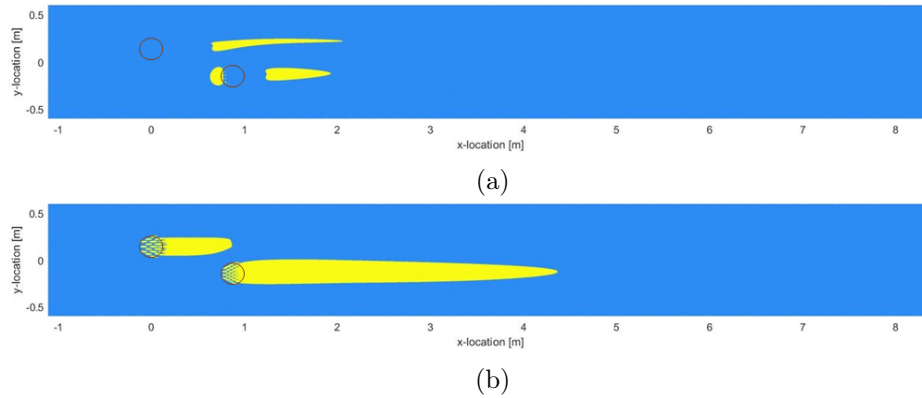 0.5
0
-0.5
y-location [m]
-1 0 1 2 3 4 5 6 7 8
x-location [m]
(a)
0.5
0
-0.5
y-location [m]
-1 0 1 2 3 4 5 6 7 8
x-location [m]
(b)